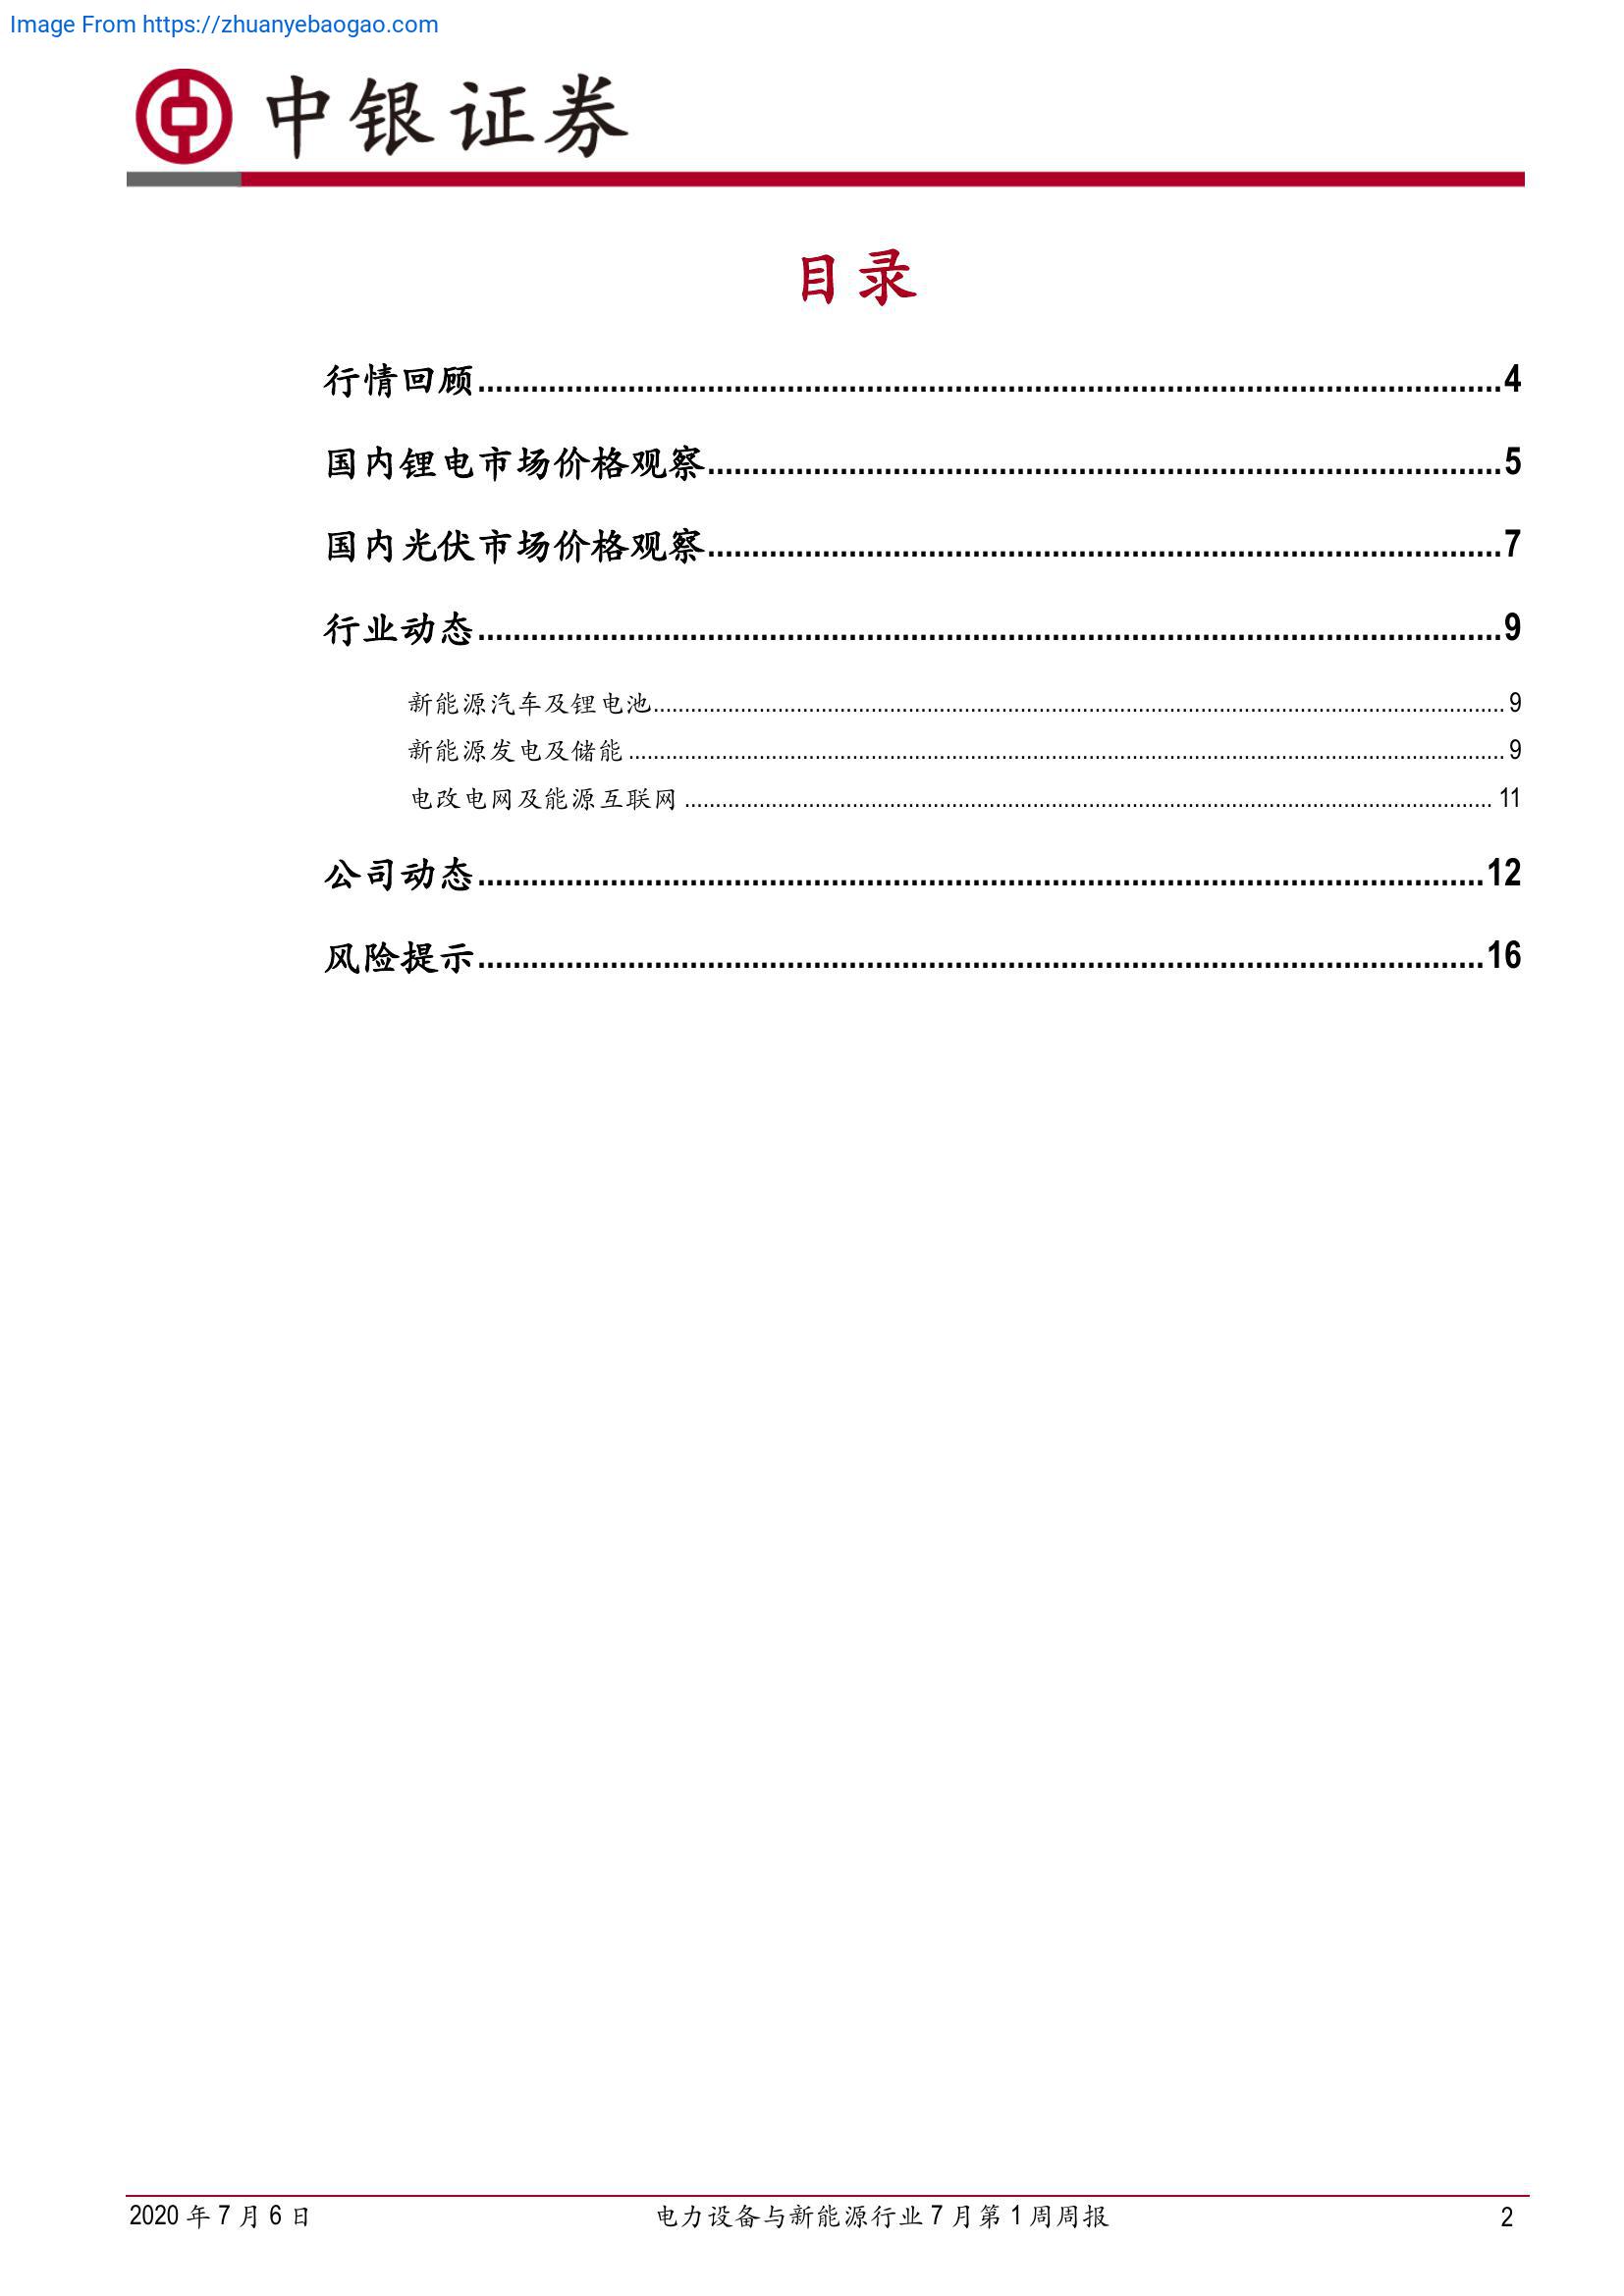 Image From https://zhuanyebaogao.com
中银证券
目录
行情回顾........................................4
国内锂电市场价格观察........................................5
国内光伏市场价格观察........................................7
行业动态........................................9
新能源汽车及锂电池........................................9
新能源发电及储能........................................9
电改电网及能源互联网........................................11
公司动态........................................12
风险提示........................................16
2020 年 7 月 6 日 电力设备与新能源行业 7 月第 1 周周报 2